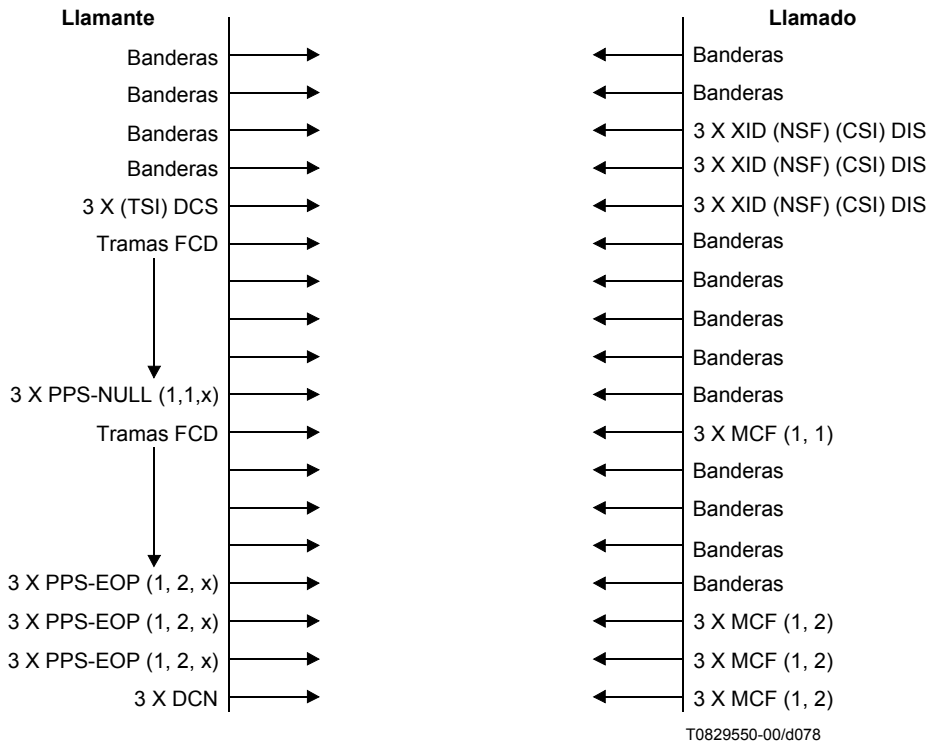 Llamante Llamado
Banderas Banderas
Banderas Banderas
Banderas 3 X XID (NSF) (CSI) DIS
Banderas 3 X XID (NSF) (CSI) DIS
3 X (TSI) DCS 3 X XID (NSF) (CSI) DIS
Tramas FCD Banderas
Banderas
Banderas
Banderas
3 X PPS-NULL (1,1,x) Banderas
Tramas FCD 3 X MCF (1, 1)
Banderas
Banderas
Banderas
3 X PPS-EOP (1, 2, x) Banderas
3 X PPS-EOP (1, 2, x) 3 X MCF (1, 2)
3 X PPS-EOP (1, 2, x) 3 X MCF (1, 2)
3 X DCN 3 X MCF (1, 2)
T0829550-00/d078